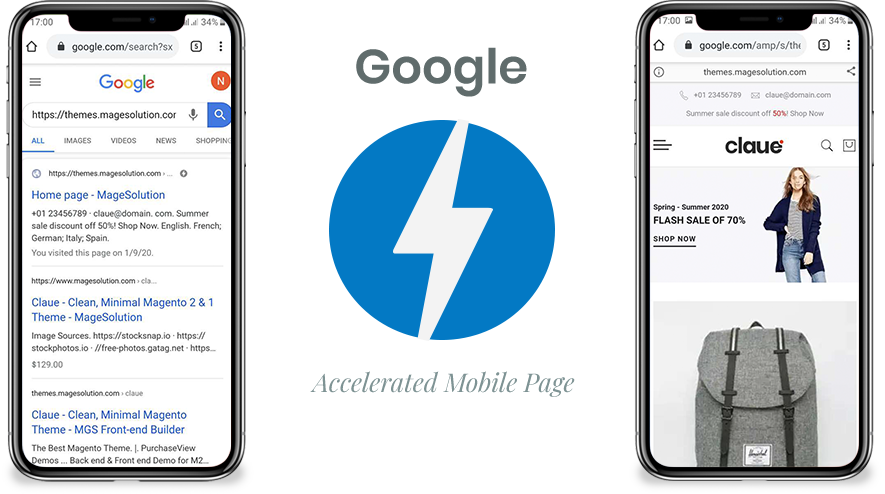 17:00
34%
google.com/search?sx
5
Google
N
https://themes.magesolution.cor
ALL IMAGES VIDEOS NEWS SHOPPING
https://themes.magesolution.com › ...
Home page - MageSolution
+01 23456789 · claue@domain. com. Summer
sale discount off 50%! Shop Now. English. French;
German; Italy; Spain.
You visited this page on 1/9/20.
https://www.magesolution.com › cla...
Claue - Clean, Minimal Magento 2 & 1
Theme - MageSolution
Image Sources. https://stocksnap.io · https://
stockphotos.io · //free-photos.gatag.net · https...
$129.00
themes.magesolution.com › claue
Claue - Clean, Minimal Magento
Theme - MGS Front-end Builder
The Best Magento Theme. |. PurchaseView
Demos ... Back end & Front end Demo for M2...
Google
Accelerated Mobile Page
17:00
34%
google.com/amp/s/the
5
themes.magesolution.com
+01 23456789 claue@domain.com
Summer sale discount off 50%! Shop Now
claue
Spring - Summer 2020
FLASH SALE OF 70%
SHOP NOW
Herschel